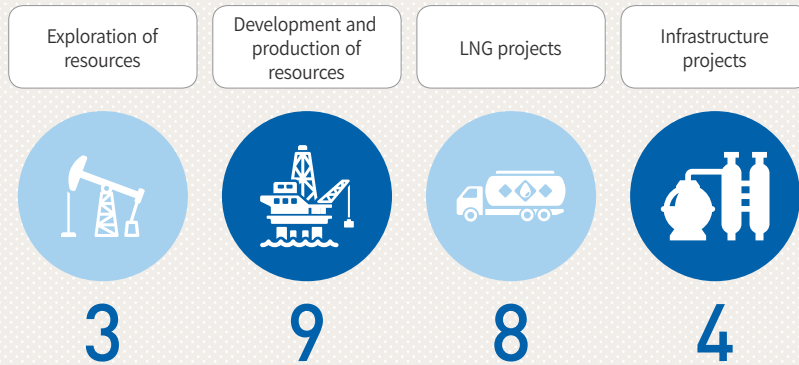 Exploration of
resources
Development and
production of
resources
LNG projects
Infrastructure
projects
3
9
8
4